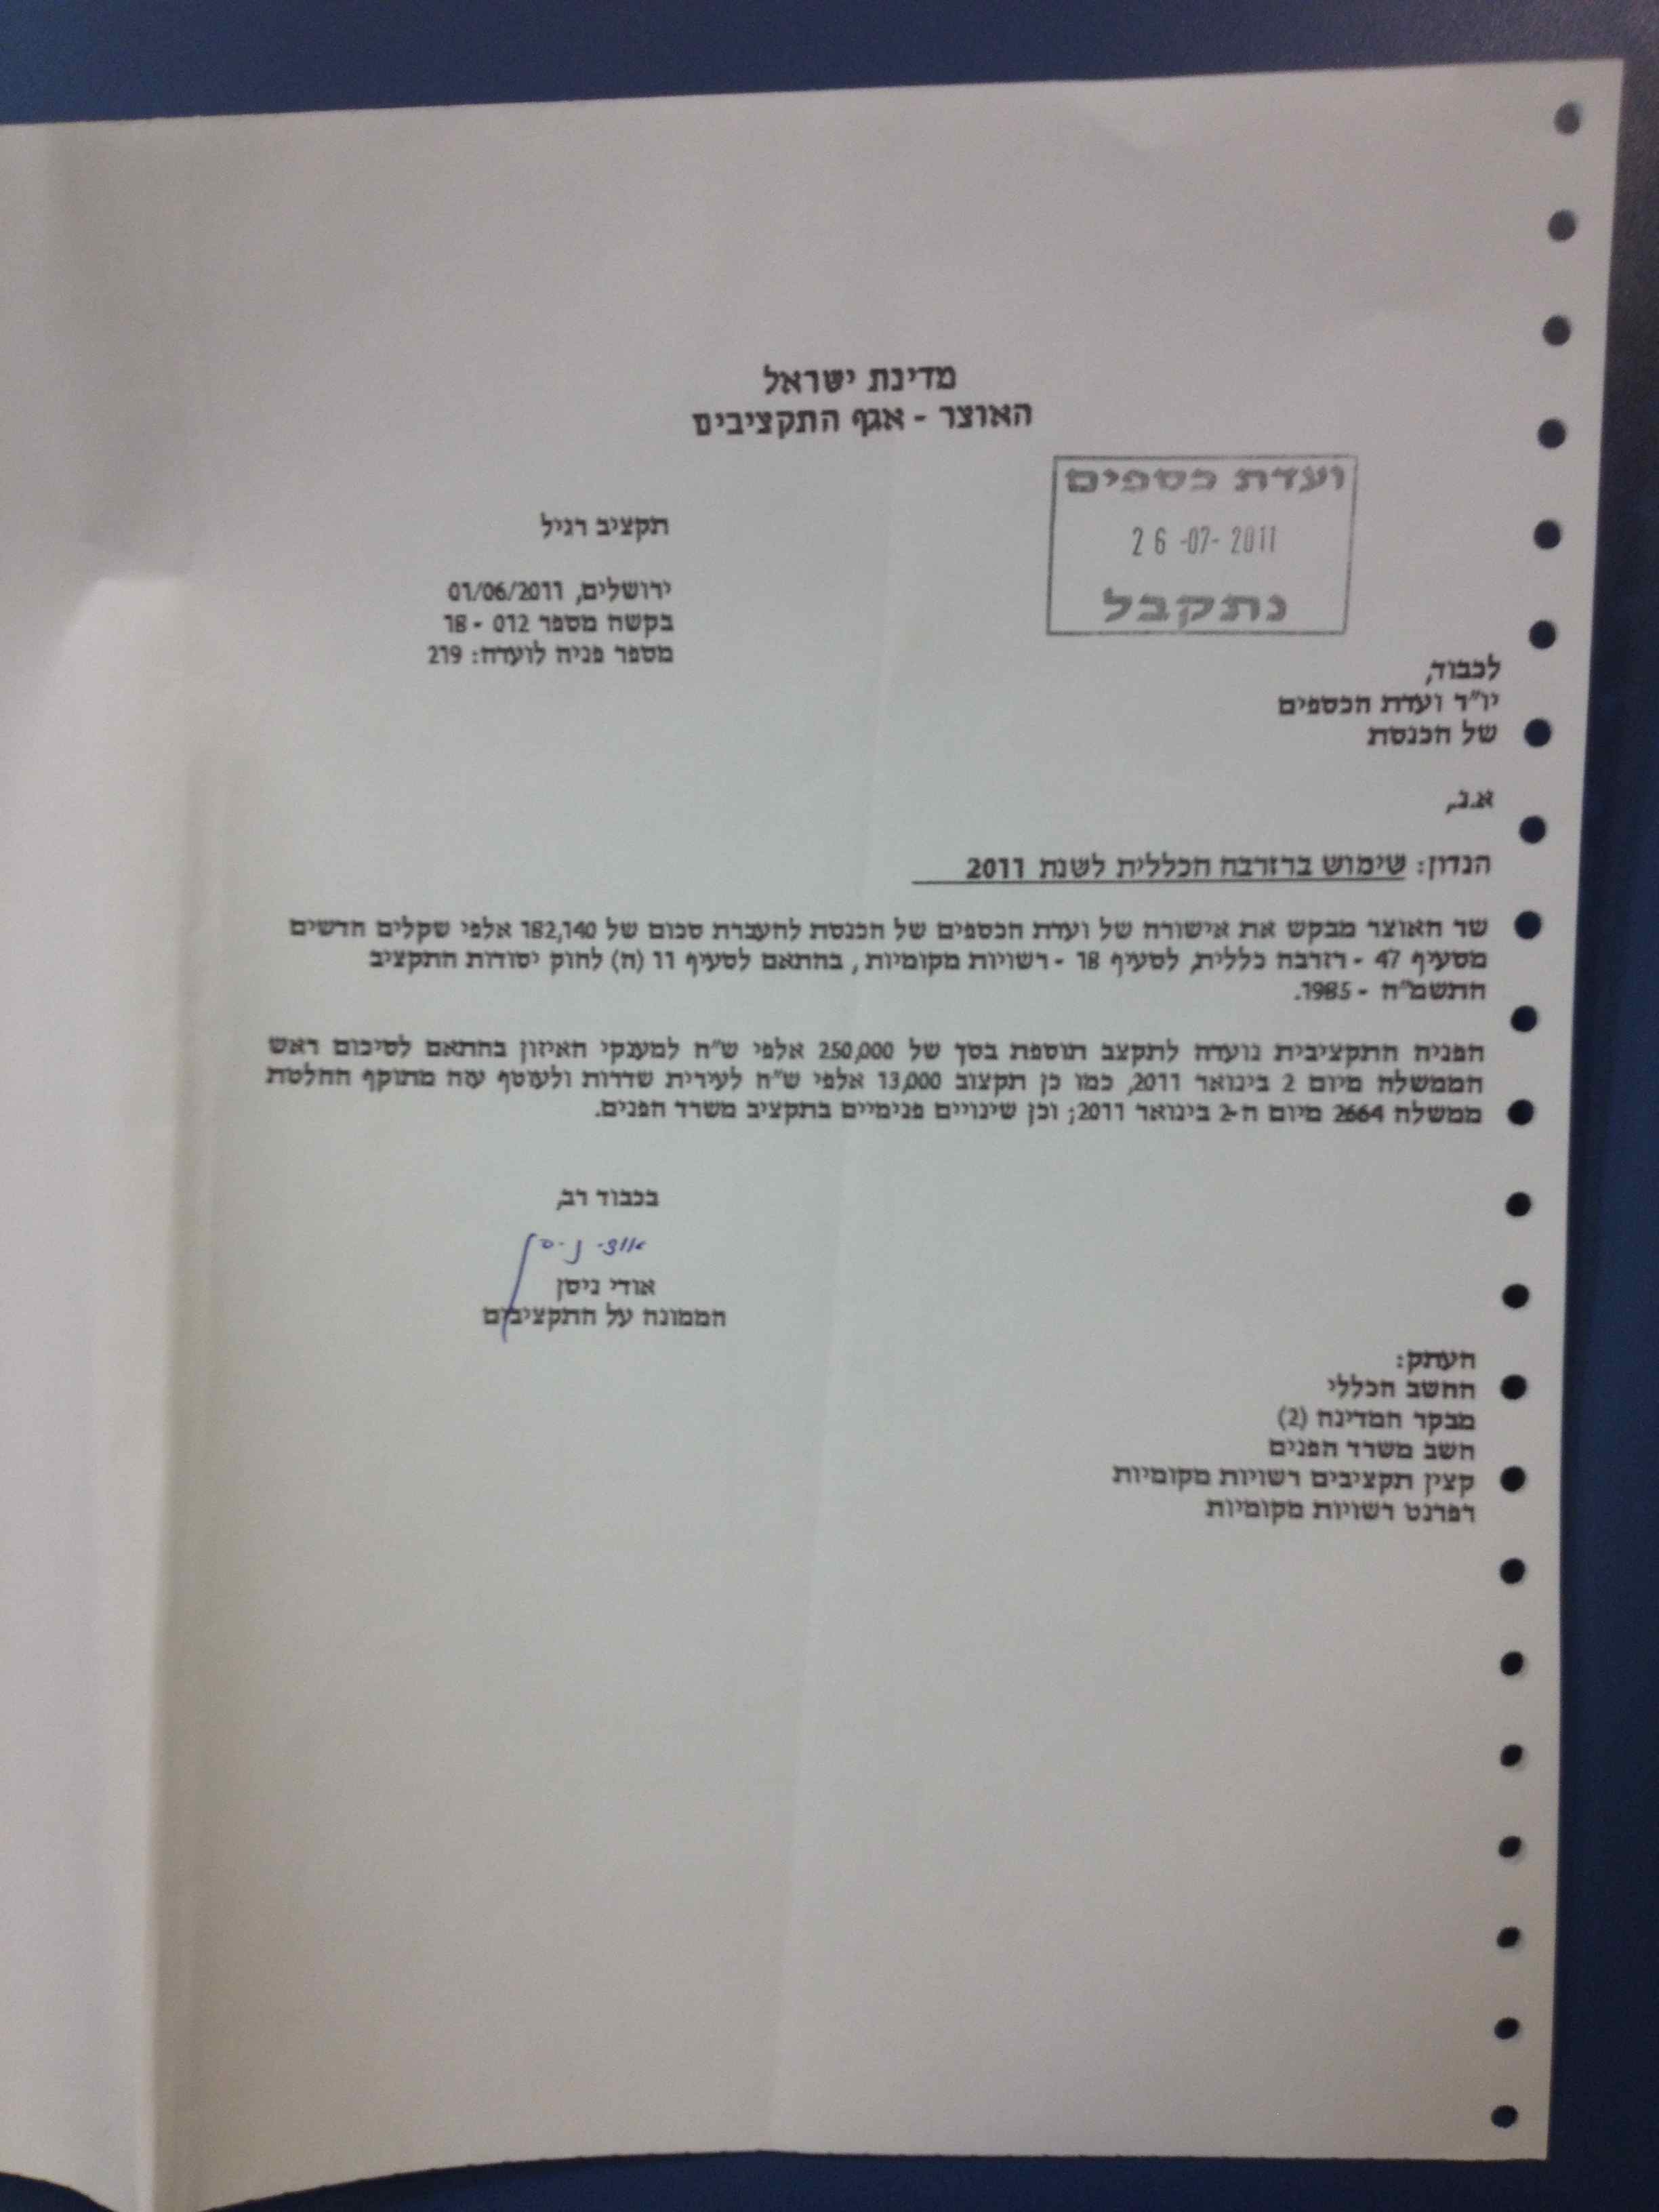 מדינת ישראל
האוצר - אגף התקציבים
ועדת כספים
26-07-2011
נתקבל
תקציב רגיל
ירושלים, 01/06/2011
בקשה מספר 012 - 18
מספר פניה לועדה: 219
לכבוד,
יו"ר ועדת הכספים
של הכנסת
א.נ.,
הנדון: שימוש ברזרבה הכללית לשנת 2011
שר האוצר מבקש את אישורה של ועדת הכספים של הכנסת להעברת סכום של 182,140 אלפי שקלים חדשים
מסעיף 47 - רזרבה כללית, לסעיף 18 - רשויות מקומיות, בהתאם לסעיף 11 (ה) לחוק יסודות התקציב
התשמ"ה - 1985.
הפניה התקציבית נועדה לתקצב תוספת בסך של 250,000 אלפי ש"ח למענקי האיזון בהתאם לסיכום ראש
הממשלה מיום 2 בינואר 2011, כמו כן תקצוב 13,000 אלפי ש"ח לעירית שדרות ולעוטף עזה מתוקף החלטת
ממשלה 2664 מיום ה-2 בינואר 2011; וכן שינויים פנימיים בתקציב משרד הפנים.
בכבוד רב,
אודי ניסן
אודי ניסן
הממונה על התקציבים
העתק:
החשב הכללי
מבקר המדינה (2)
חשב משרד הפנים
קצין תקציבים רשויות מקומיות
רפרנט רשויות מקומיות